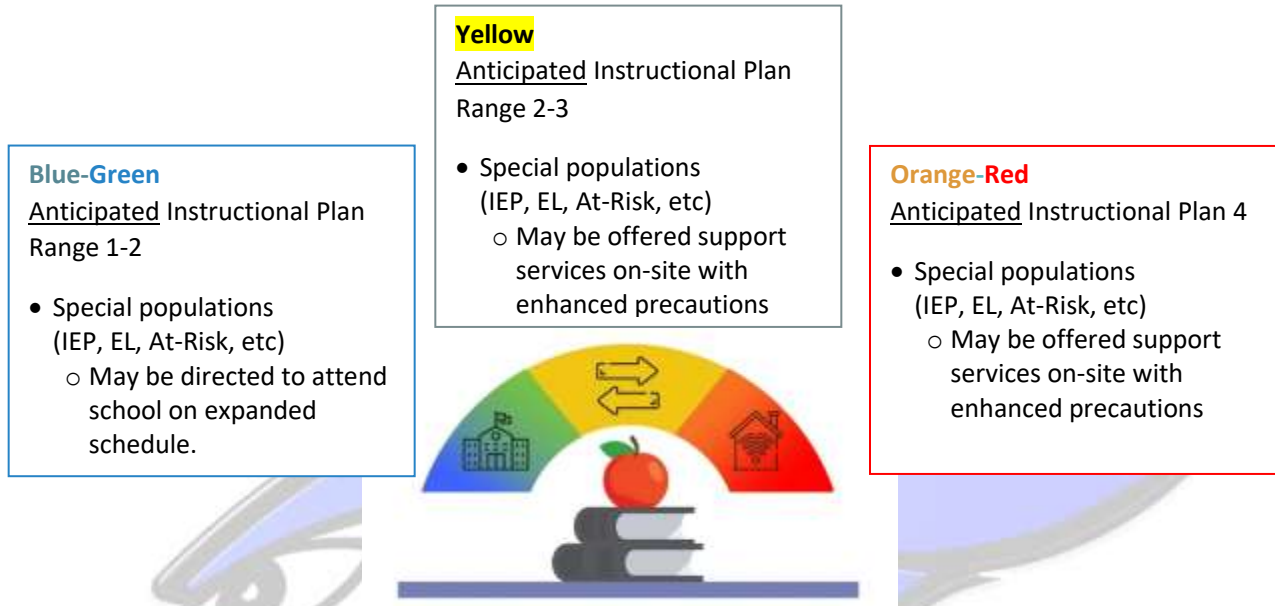 Yellow
Anticipated Instructional Plan
Range 2-3
• Special populations
(IEP, EL, At-Risk, etc)
o May be offered support
services on-site with
enhanced precautions
Blue-Green
Anticipated Instructional Plan
Range 1-2
• Special populations
(IEP, EL, At-Risk, etc)
o May be directed to attend
school on expanded
schedule.
Orange-Red
Anticipated Instructional Plan 4
• Special populations
(IEP, EL, At-Risk, etc)
o May be offered support
services on-site with
enhanced precautions